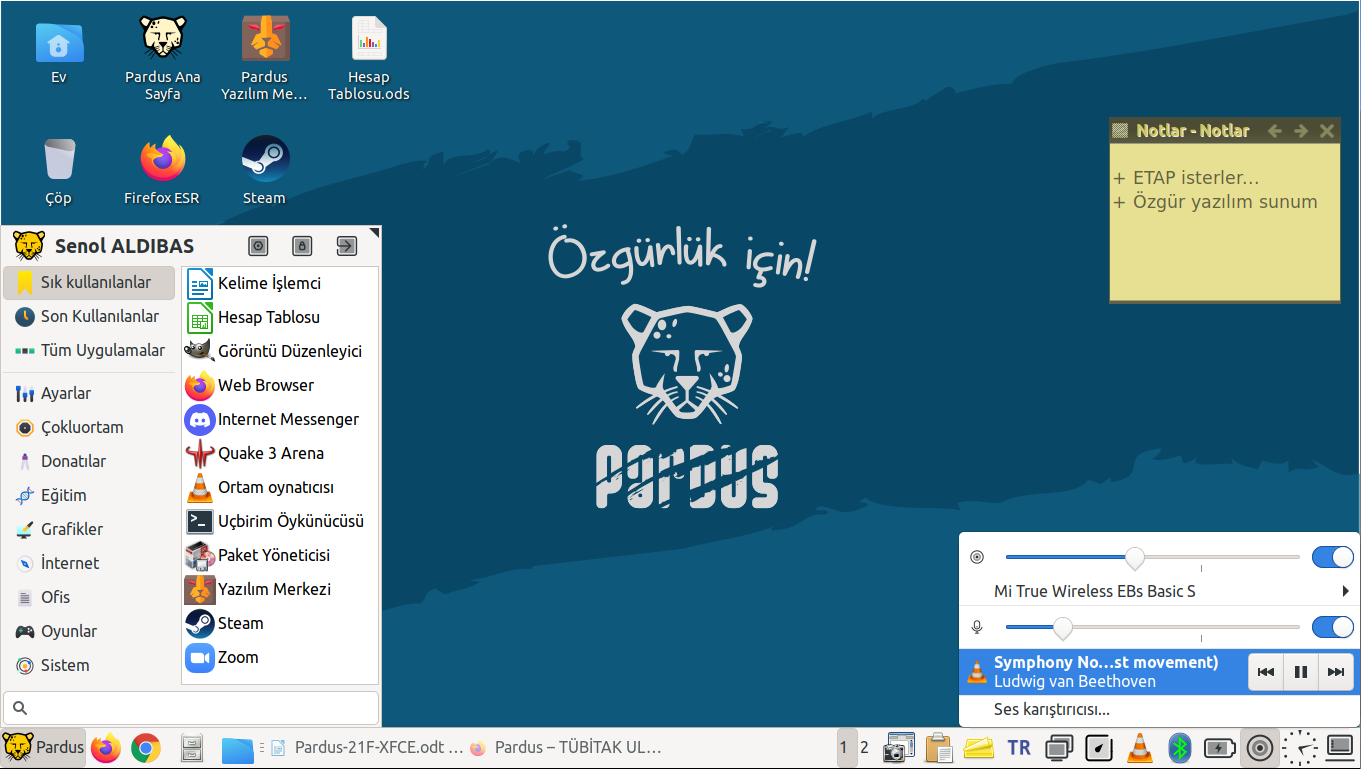 Ev
Pardus Ana
Sayfa
Pardus
Yazılım Me...
Hesap
Tablosu.ods
Çöp
Firefox ESR
Steam
Notlar - Notlar
+ ETAP isterler...
+ Özgür yazılım sunum
Özgürlük için!
PARDUS
Senol ALDIBAS
Sık kullanılanlar
Son Kullanılanlar
Tüm Uygulamalar
Ayarlar
Çokluortam
Donatılar
Eğitim
Grafikler
İnternet
Ofis
Oyunlar
Sistem
Kelime İşlemci
Hesap Tablosu
Görüntü Düzenleyici
Web Browser
Internet Messenger
Quake 3 Arena
Ortam oynatıcısı
Uçbirim Öykünücüsü
Paket Yöneticisi
Yazılım Merkezi
Steam
Zoom
Mi True Wireless EBs Basic S
Symphony No...st movement)
Ludwig van Beethoven
Ses karıştırıcısı...
Pardus
Pardus-21F-XFCE.odt ...
Pardus – TÜBİTAK UL...
1 2
TR